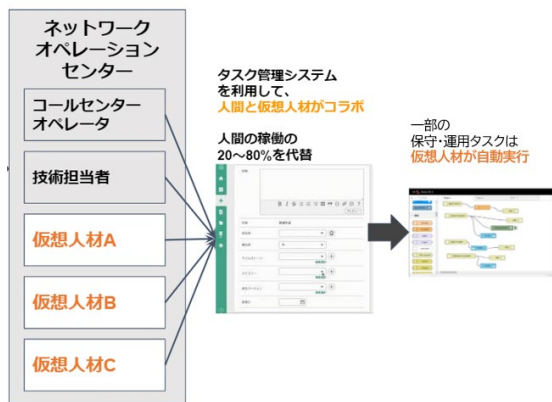 ネットワーク
オペレーション
センター
コールセンター
オペレータ
技術担当者
仮想人材A
仮想人材B
仮想人材C
タスク管理システム
を利用して、
人間と仮想人材がコラボ
人間の稼働の
20~80%を代替
一部の
保守・運用タスクは
仮想人材が自動実行